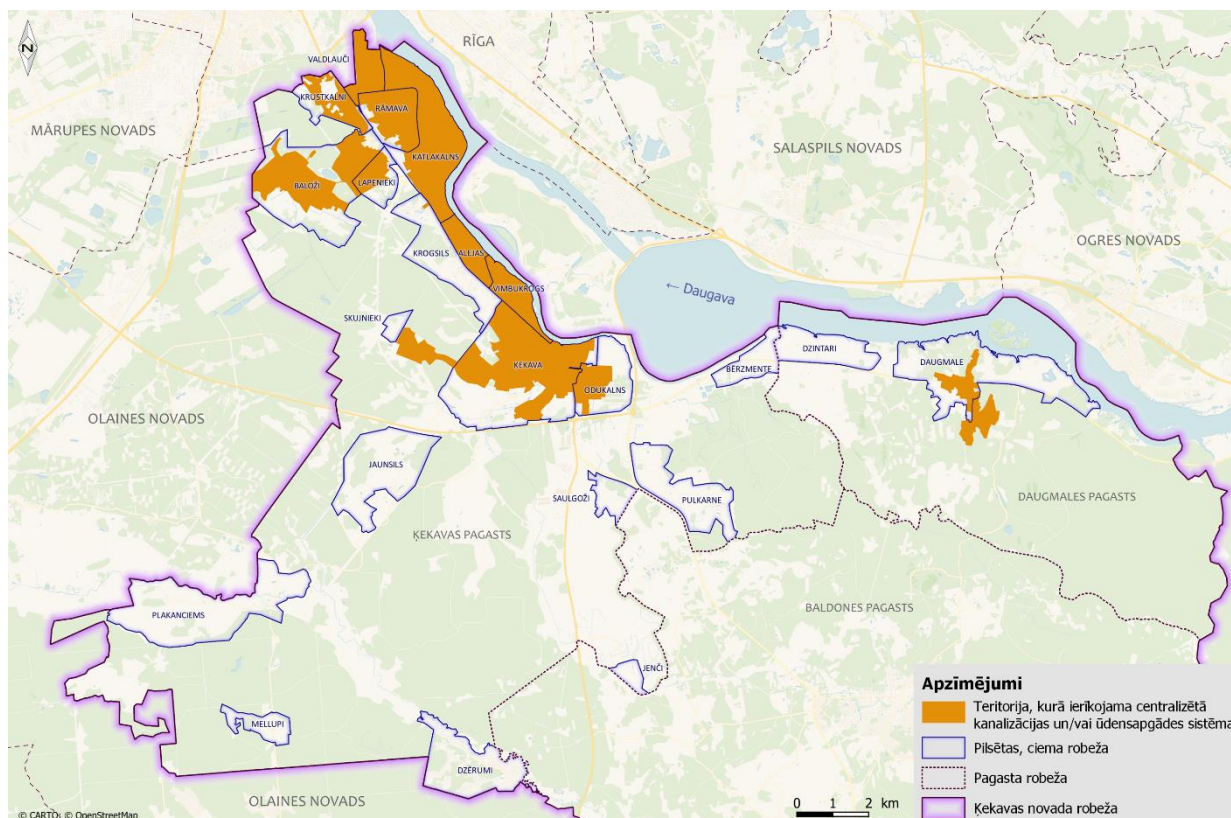 N
RĪGA
VALDLAUČI
KRUSTKALNI
RĀMAVA
MĀRUPES NOVADS
SALASPILS NOVADS
KATLAKALNS
BALOŽI
LAPENIEKI
OGRES NOVADS
KROGSILS
ALEJAS
VIMBUKROGS
← Daugava
SKUJNIEKI
DZINTARI
ĶEKAVA
BĒRZMENTE
DAUGMALE
ODUKALNS
OLAINES NOVADS
JAUNSILS
SAULGOŽI
PULKARNE
DAUGMALES PAGASTS
ĶEKAVAS PAGASTS
PLAKANCIEMS
BALDONES PAGASTS
JENČI
MELLUPI
DZĒRUMI
OLAINES NOVADS
Apzīmējumi
Teritorija, kurā ierīkojama centralizētā
kanalizācijas un/vai ūdensapgādes sistēma
Pilsētas, ciema robeža
Pagasta robeža
Ķekavas novada robeža
0 1 2 km
© CARTO, © OpenStreetMap